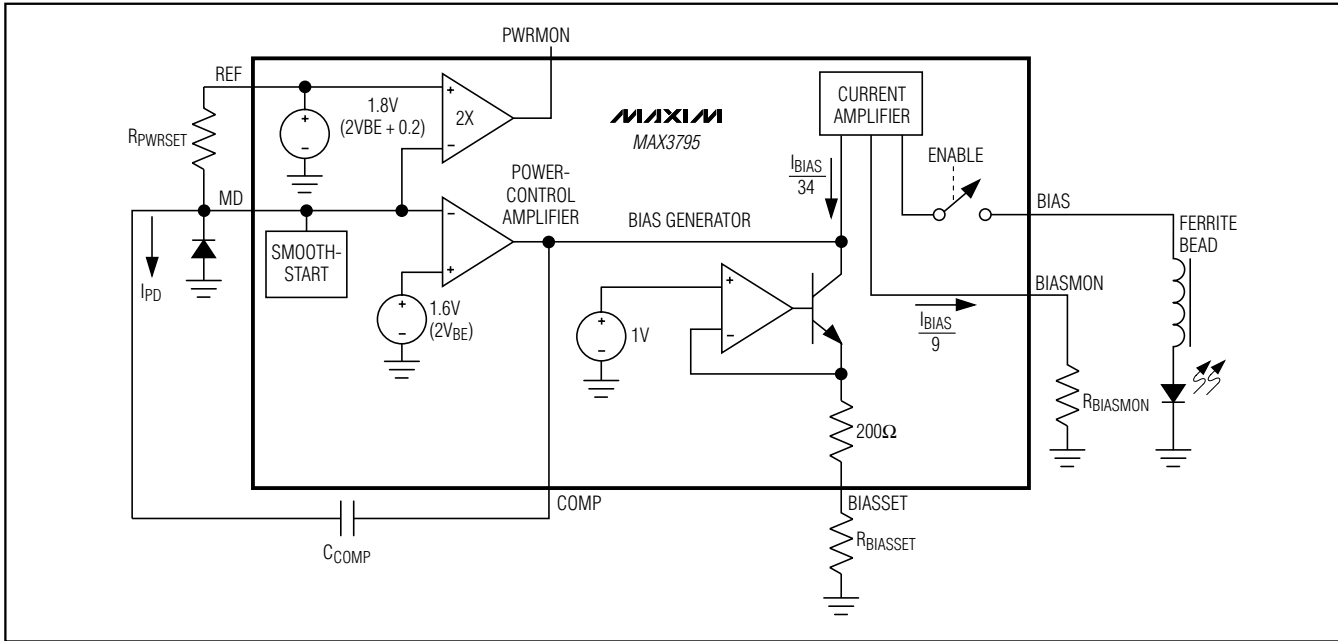 PWRMON
REF
1.8V
(2VBE + 0.2)
+
−
+
−
2X
RPWRSET
MAXIM
MAX3795
CURRENT
AMPLIFIER
ENABLE
IBIAS
34
POWER-
CONTROL
AMPLIFIER
MD
BIAS GENERATOR
BIAS
SMOOTH-
START
IPD
−
+
+
−
1.6V
(2VBE)
+
−
1V
+
−
FERRITE
BEAD
BIASMON
IBIAS
9
RBIASMON
200Ω
COMP
BIASSET
CCOMP
RBIASSET